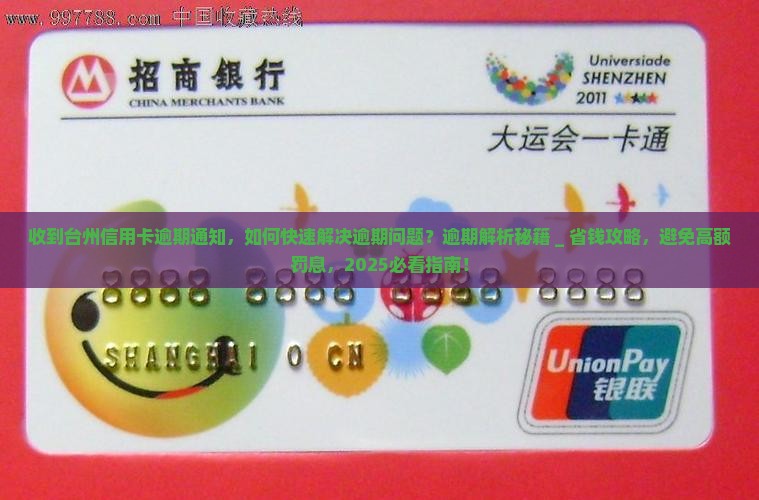 www.997788.com 中国收藏热线
招商银行
CHINA MERCHANTS BANK
Universiade
SHENZHEN
2011
大运会一卡通
收到台州信用卡逾期通知，如何快速解决逾期问题？逾期解析秘籍_省钱攻略，避免高额
罚息，2025必看指南！
8888 8888 8888 8888
SHANGHAI 0 CN
UnionPay
银联